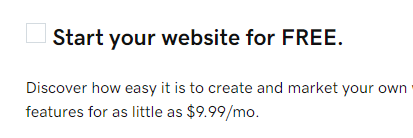 Start your website for FREE.
Discover how easy it is to create and market your own
features for as little as $9.99/mo.